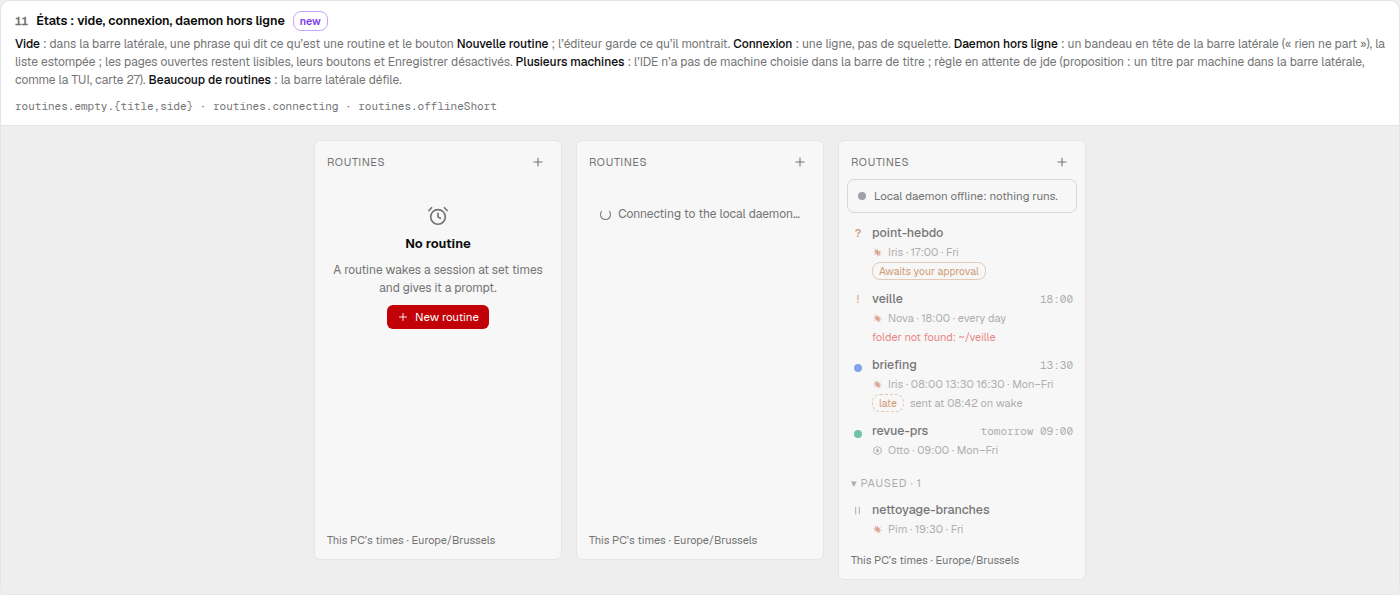 11 États : vide, connexion, daemon hors ligne new
Vide : dans la barre latérale, une phrase qui dit ce qu'est une routine et le bouton Nouvelle routine ; l'éditeur garde ce qu'il montrait. Connexion : une ligne, pas de squelette. Daemon hors ligne : un bandeau en tête de la barre latérale (« rien ne part »), la
liste estompée ; les pages ouvertes restent lisibles, leurs boutons et Enregistrer désactivés. Plusieurs machines : l'IDE n'a pas de machine choisie dans la barre de titre ; règle en attente de jde (proposition : un titre par machine dans la barre latérale,
comme la TUI, carte 27). Beaucoup de routines : la barre latérale défile.
routines.empty.{title,side} · routines.connecting · routines.offlineShort
ROUTINES +
No routine
A routine wakes a session at set times
and gives it a prompt.
+ New routine
This PC's times · Europe/Brussels
ROUTINES +
Connecting to the local daemon…
This PC's times · Europe/Brussels
ROUTINES +
Local daemon offline: nothing runs.
? point-hebdo
Iris · 17:00 · Fri
Awaits your approval
! veille 18:00
Nova · 18:00 · every day
folder not found: ~/veille
briefing 13:30
Iris · 08:00 13:30 16:30 · Mon–Fri
late sent at 08:42 on wake
revue-prs tomorrow 09:00
Otto · 09:00 · Mon–Fri
▾ PAUSED · 1
nettoyage-branches
Pim · 19:30 · Fri
This PC's times · Europe/Brussels